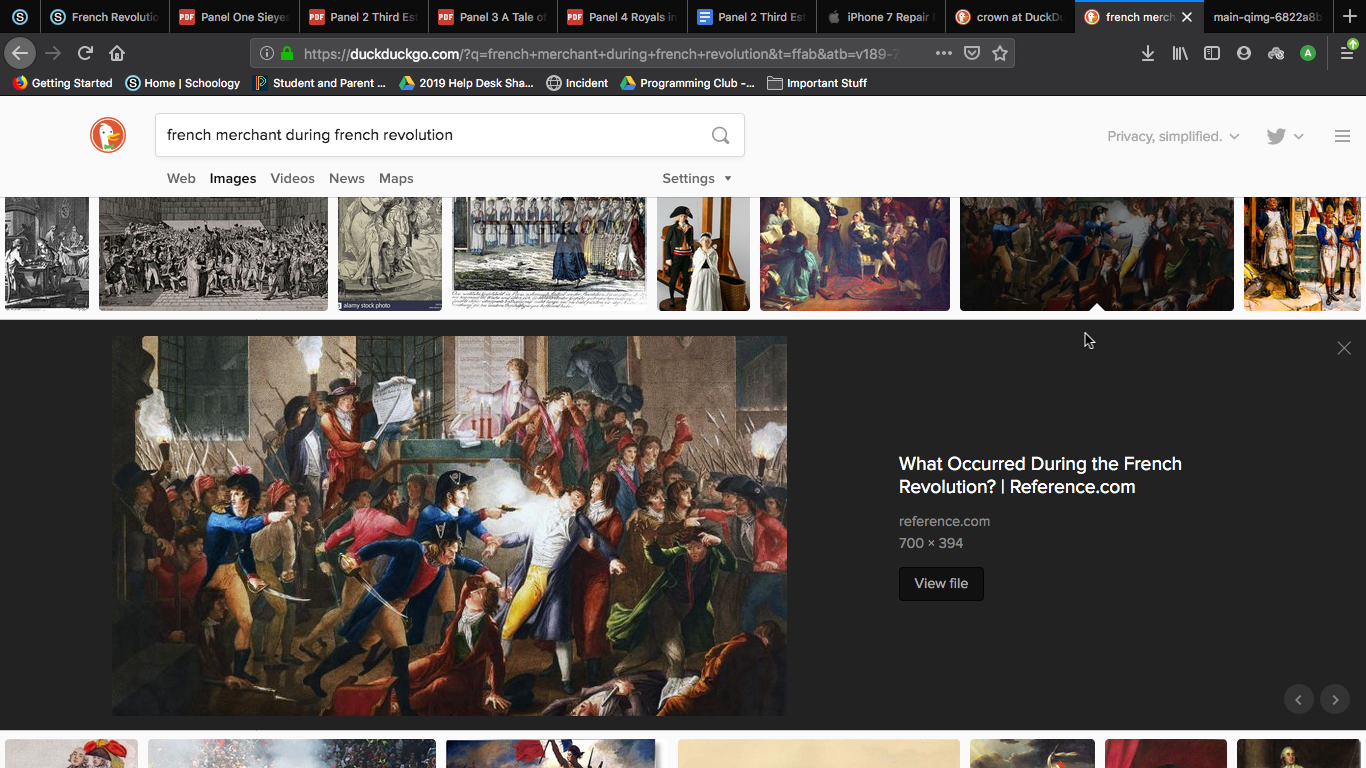 French Revolutio
Panel One Sieyes
Panel 2 Third Est
Panel 3 A Tale of
Panel 4 Royals in
Panel 2 Third Est
iPhone 7 Repair
crown at DuckDu
french merch
main-qimg-6822a8b
https://duckduckgo.com/?q=french+merchant+during+french+revolution&t=ffab&atb=v189-7
Getting Started
Home | Schoology
Student and Parent ...
2019 Help Desk Sha...
Incident
Programming Club -...
Important Stuff
french merchant during french revolution
Privacy, simplified.
Web
Images
Videos
News
Maps
Settings
alamy stock photo
What Occurred During the French
Revolution? | Reference.com
reference.com
700 × 394
View file